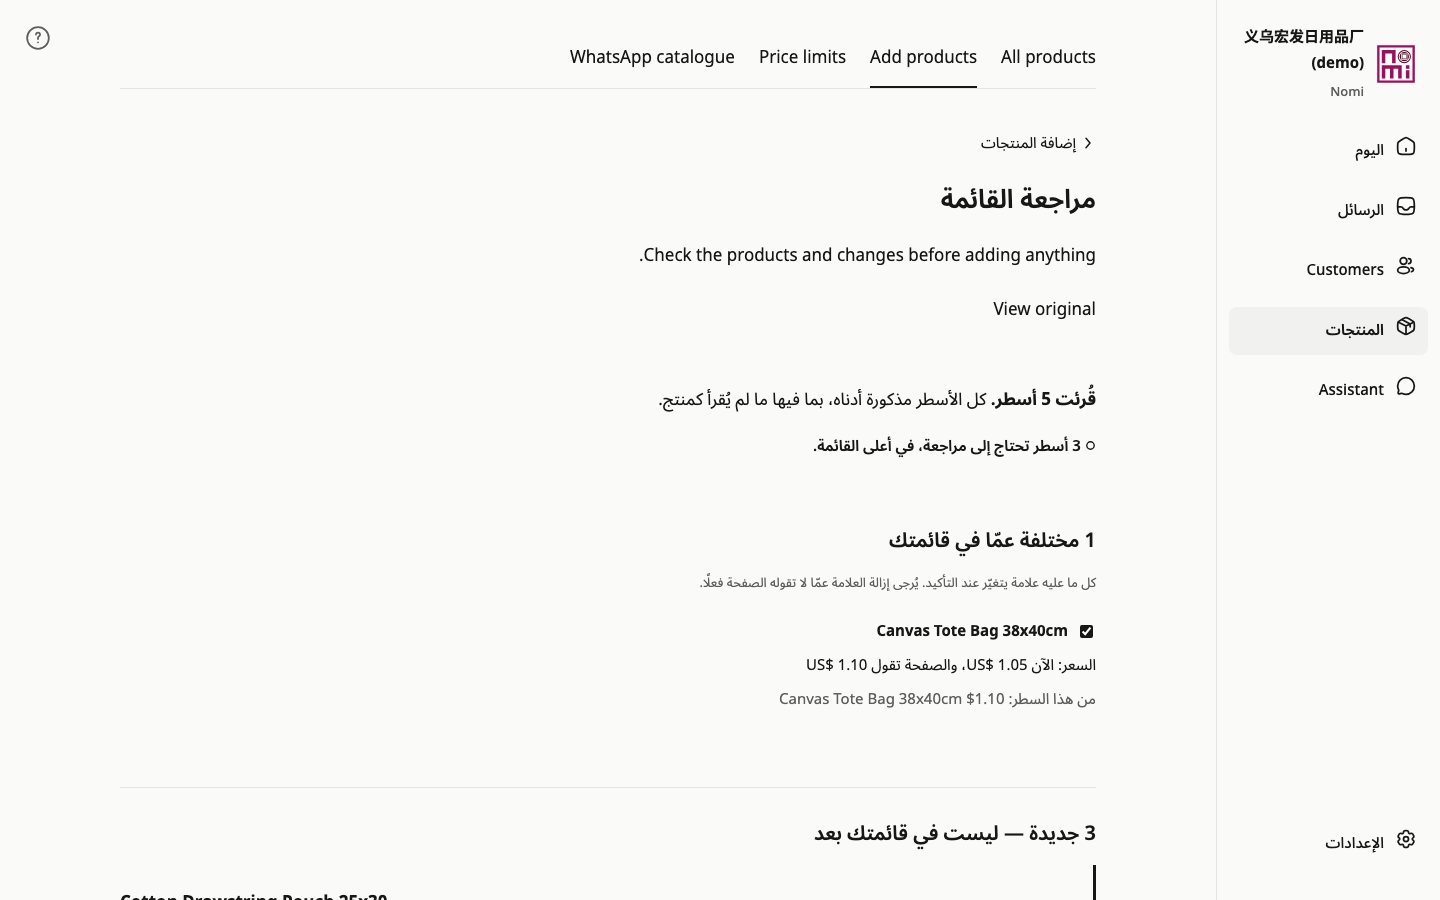 义乌宏发日用品厂
(demo)
Nomi
اليوم
الرسائل
Customers
المنتجات
Assistant
الإعدادات
All products
Add products
Price limits
WhatsApp catalogue
إضافة المنتجات
مراجعة القائمة
Check the products and changes before adding anything.
View original
قُرئت 5 أسطر. كل الأسطر مذكورة أدناه، بما فيها ما لم يُقرأ كمنتج.
3 أسطر تحتاج إلى مراجعة، في أعلى القائمة.
1 مختلفة عمّا في قائمتك
كل ما عليه علامة يتغيّر عند التأكيد. يُرجى إزالة العلامة عمّا لا تقوله الصفحة فعلًا.
Canvas Tote Bag 38x40cm
السعر: الآن US$ 1.05، والصفحة تقول US$ 1.10
من هذا السطر: Canvas Tote Bag 38x40cm $1.10
3 جديدة — ليست في قائمتك بعد
Cotton Drawstring Pouch 25x30